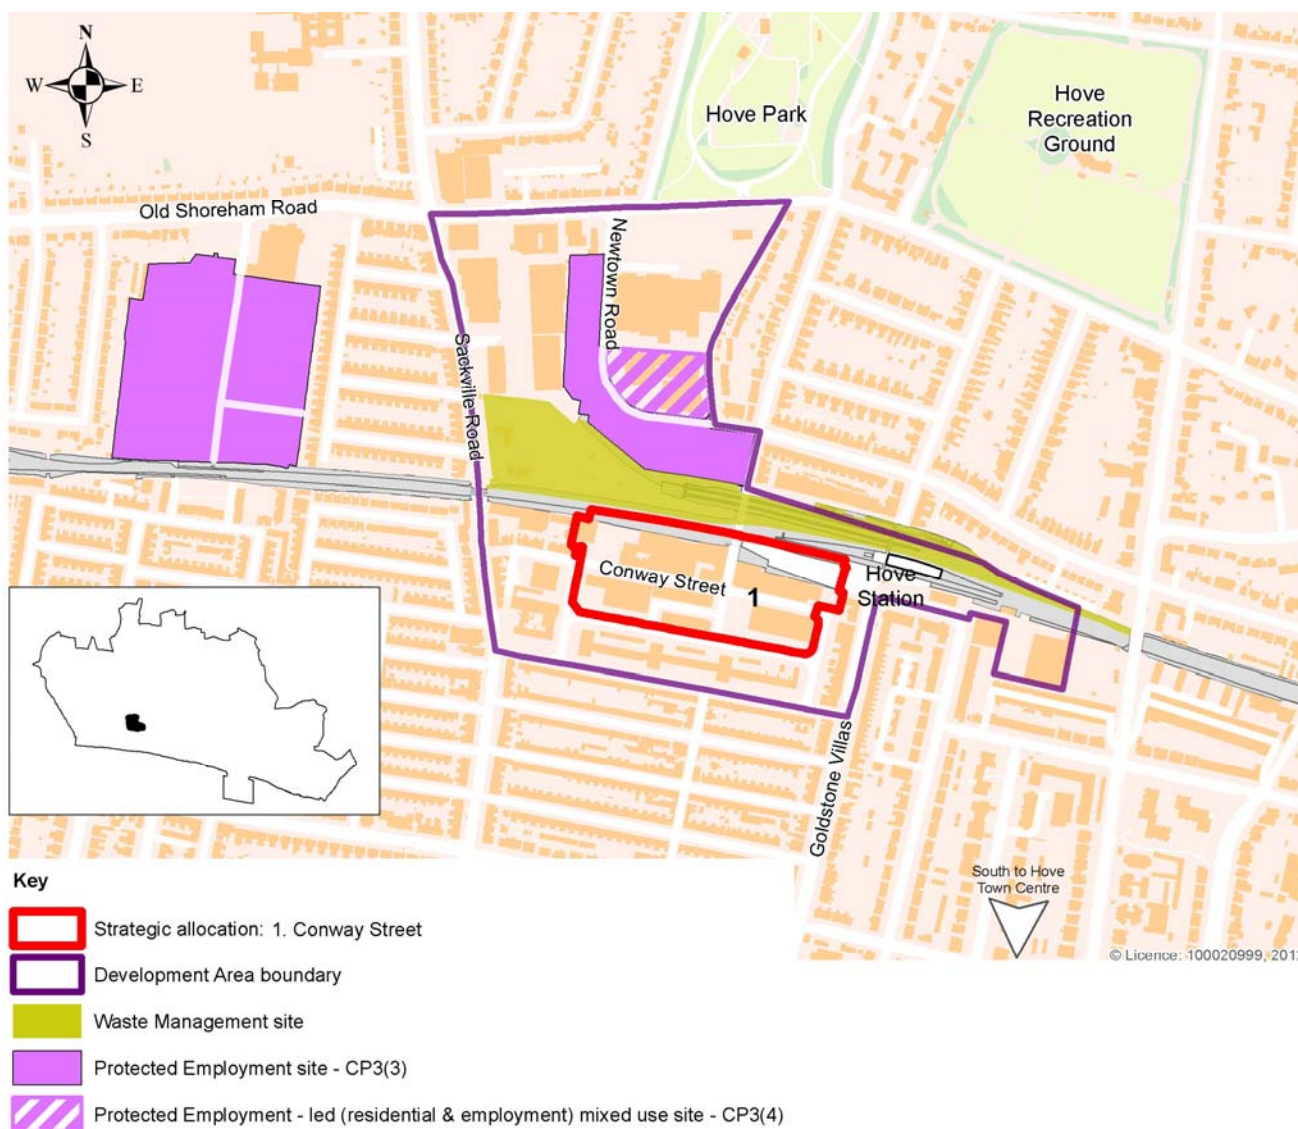 N
W
E
S
Hove Park
Hove
Recreation
Ground
Old Shoreham Road
Newtown Road
Sackville Road
Conway Street
1
Hove
Station
Goldstone Villas
South to Hove
Town Centre
© Licence: 100020999, 201
Key
Strategic allocation: 1. Conway Street
Development Area boundary
Waste Management site
Protected Employment site - CP3(3)
Protected Employment - led (residential & employment) mixed use site - CP3(4)